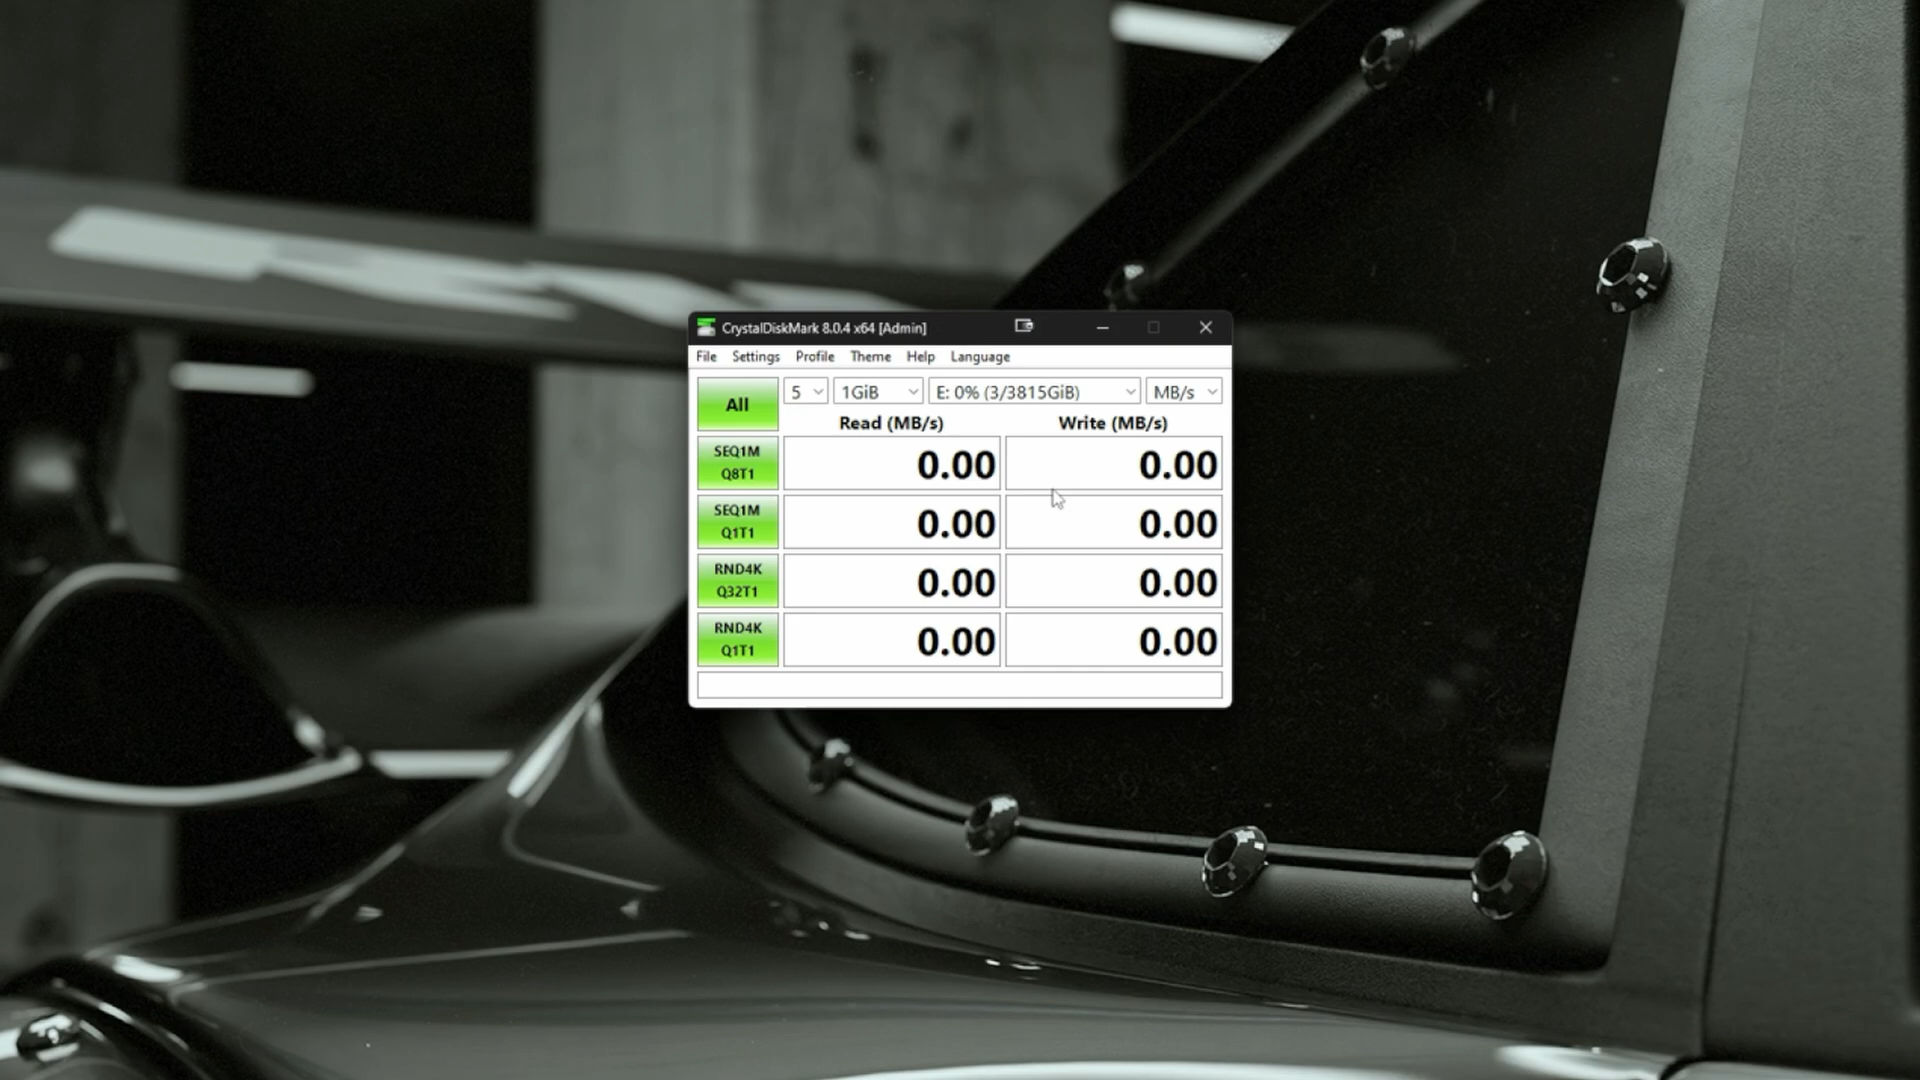 CrystalDiskMark 8.0.4 x64 [Admin]
File Settings Profile Theme Help Language
All 5 1GiB E: 0% (3/3815GiB) MB/s
Read (MB/s) Write (MB/s)
SEQ1M
Q8T1
0.00 0.00
SEQ1M
Q1T1
0.00 0.00
RND4K
Q32T1
0.00 0.00
RND4K
Q1T1
0.00 0.00